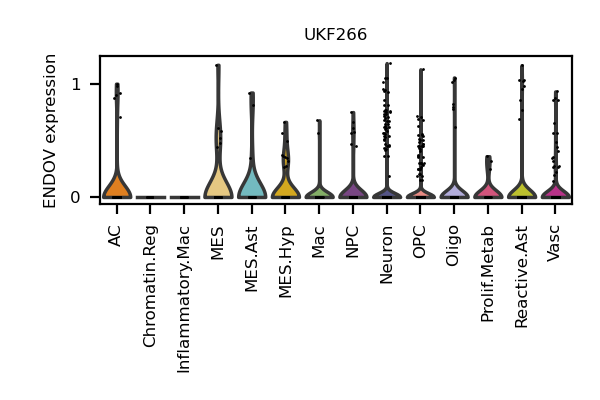 UKF266
ENDOV expression
1
0
AC
Chromatin.Reg
Inflammatory.Mac
MES
MES.Ast
MES.Hyp
Mac
NPC
Neuron
OPC
Oligo
Prolif.Metab
Reactive.Ast
Vasc